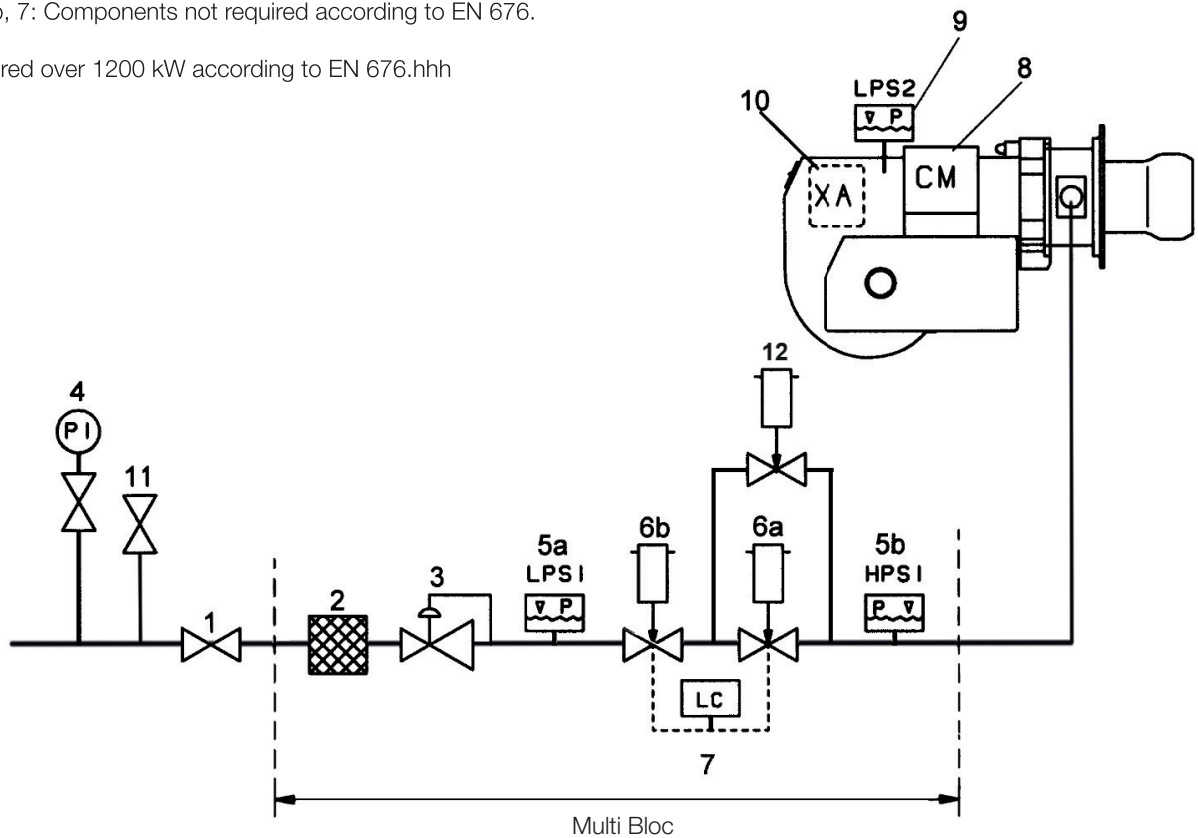 , 7: Components not required according to EN 676.
red over 1200 kW according to EN 676.hhh
9
8
LPS2
10
∇ P
CM
XA
12
4
PI
11
6b
6a
5a
5b
LPS1
HPS1
3
2
∇ P
P ∇
1
LC
7
Multi Bloc